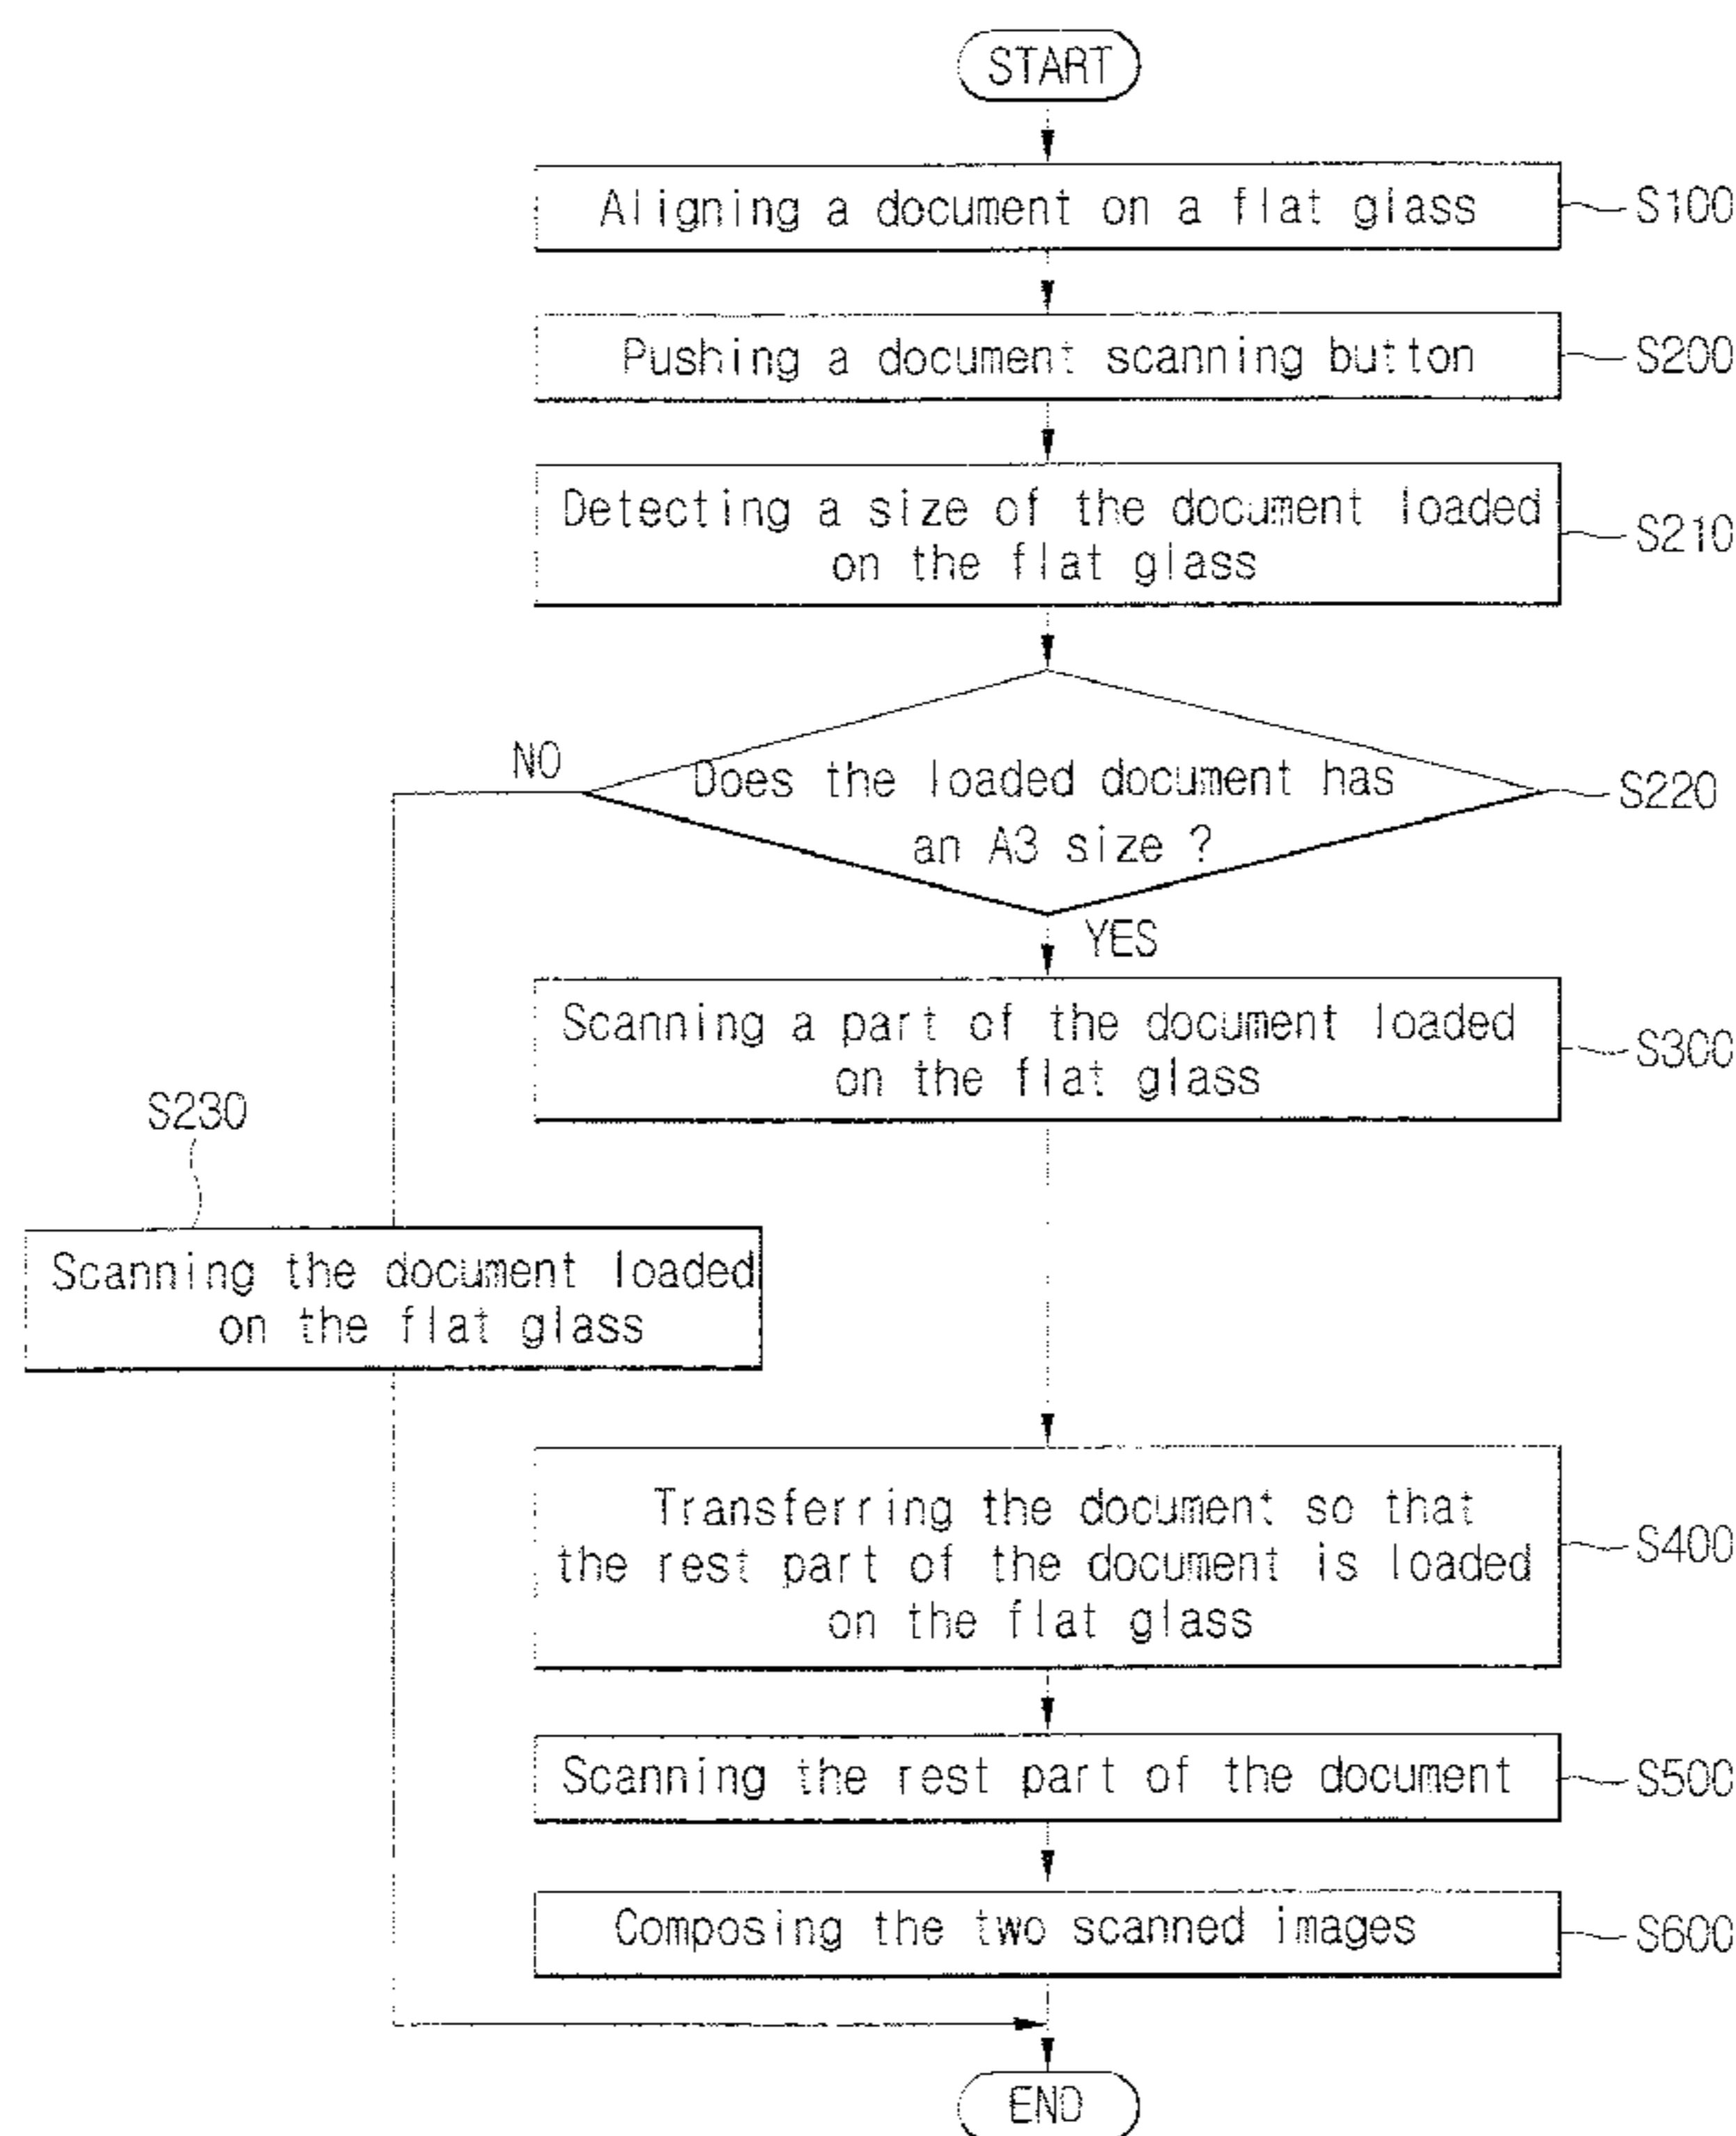 START
Aligning a document on a flat glass
S100
Pushing a document scanning button
S200
Detecting a size of the document loaded
on the flat glass
S210
NO
Does the loaded document has
an A3 size ?
S220
YES
Scanning a part of the document loaded
on the flat glass
S300
S230
Scanning the document loaded
on the flat glass
Transferring the document so that
the rest part of the document is loaded
on the flat glass
S400
Scanning the rest part of the document
S500
Composing the two scanned images
S600
END